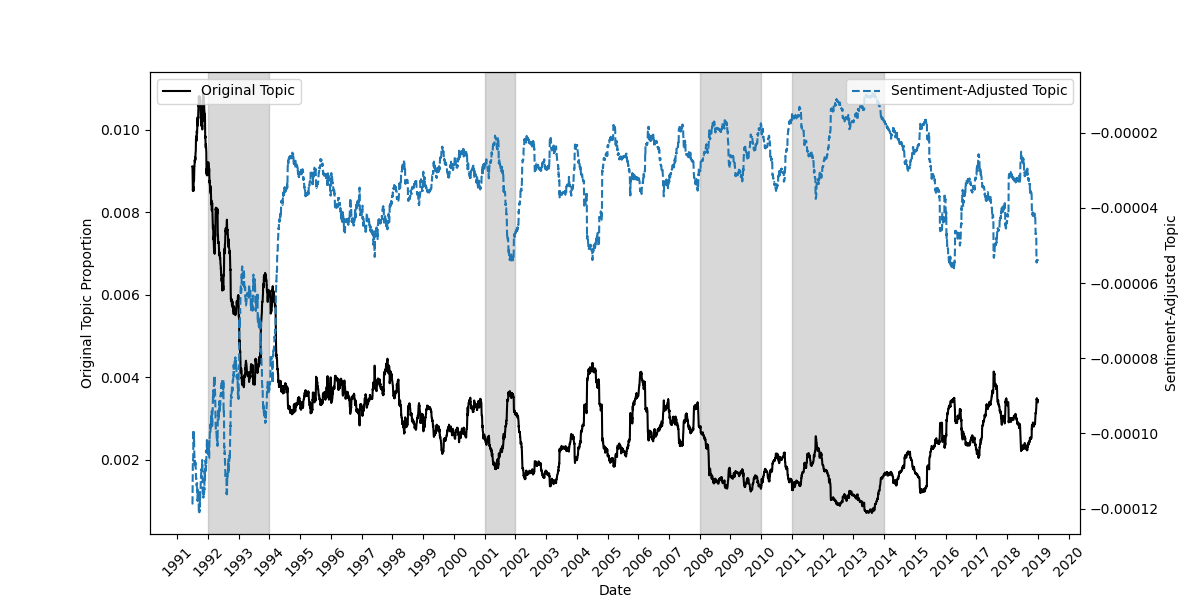 Original Topic
Sentiment-Adjusted Topic
Original Topic Proportion
0.010
0.008
0.006
0.004
0.002
−0.00002
−0.00004
−0.00006
−0.00008
−0.00010
−0.00012
Sentiment-Adjusted Topic
1991 1992 1993 1994 1995 1996 1997 1998 1999 2000 2001 2002 2003 2004 2005 2006 2007 2008 2009 2010 2011 2012 2013 2014 2015 2016 2017 2018 2019 2020
Date